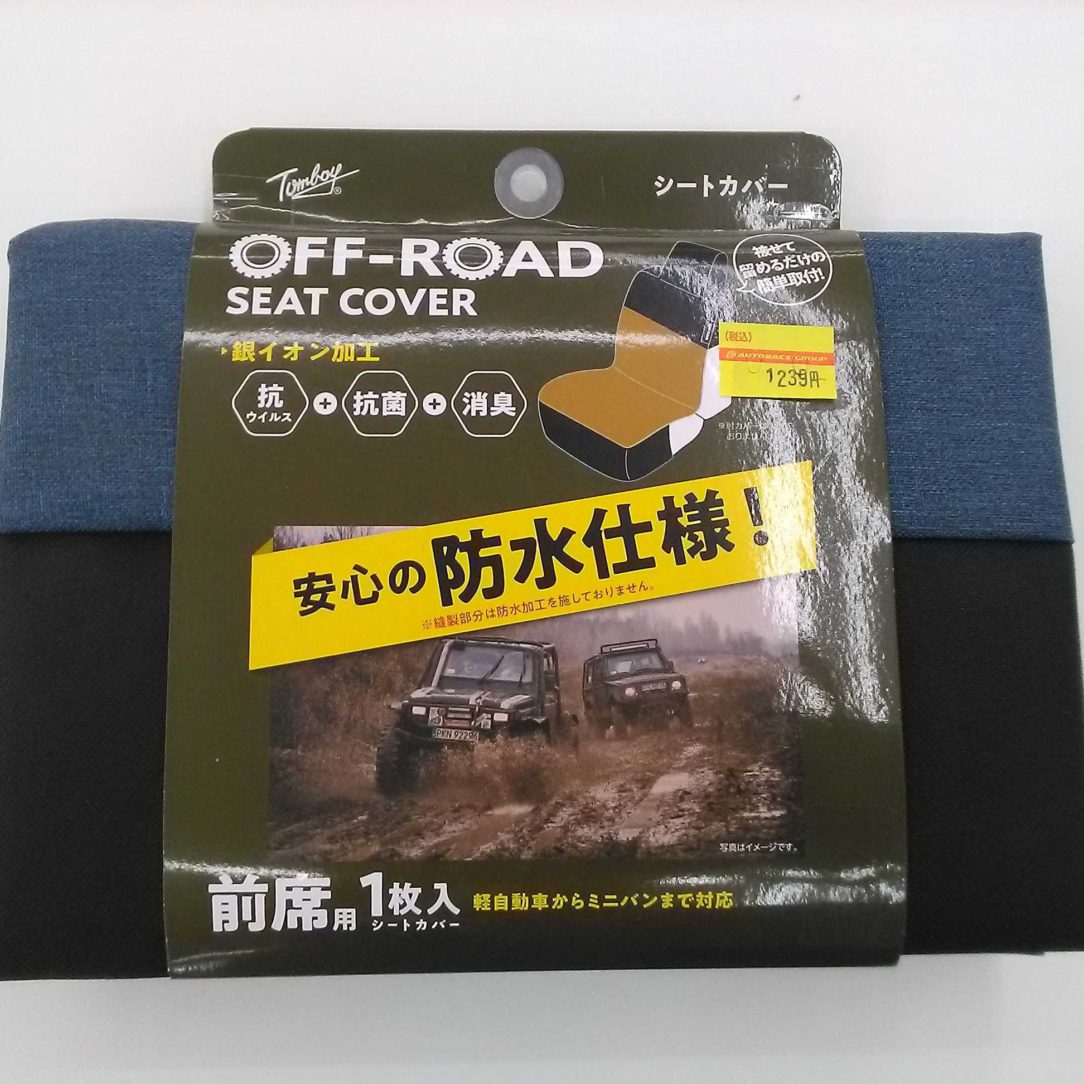 Tomboy®
シートカバー
OFF-ROAD
SEAT COVER
被せて
留めるだけの
簡単取付!
銀イオン加工
抗
ウイルス
+
抗菌
+
消臭
(税込)
AUTOBACS GROUP
1239円
安心の防水仕様!
※縫製部分は防水加工を施しておりません。
PKN 92296
写真はイメージです。
前席用
1枚入
シートカバー
軽自動車からミニバンまで対応